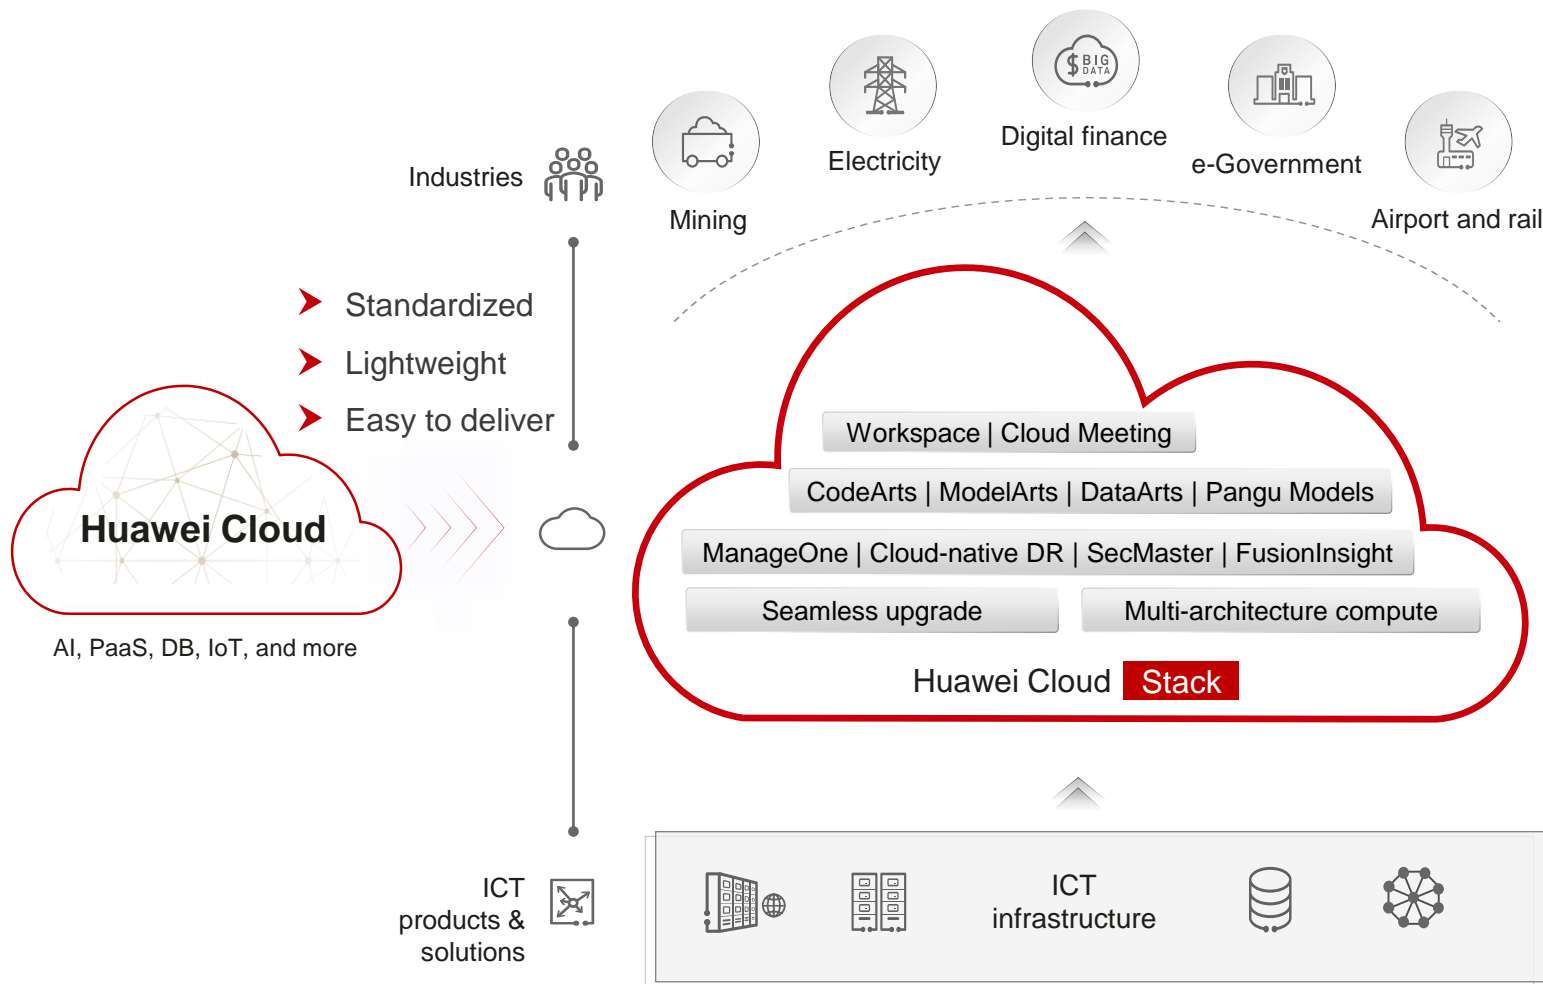 $ BIG
DATA
Mining
Electricity
Digital finance
e-Government
Airport and rail
Industries
Standardized
Lightweight
Easy to deliver
Huawei Cloud
AI, PaaS, DB, IoT, and more
Workspace | Cloud Meeting
CodeArts | ModelArts | DataArts | Pangu Models
ManageOne | Cloud-native DR | SecMaster | FusionInsight
Seamless upgrade
Multi-architecture compute
Huawei Cloud Stack
ICT
products &
solutions
ICT
infrastructure